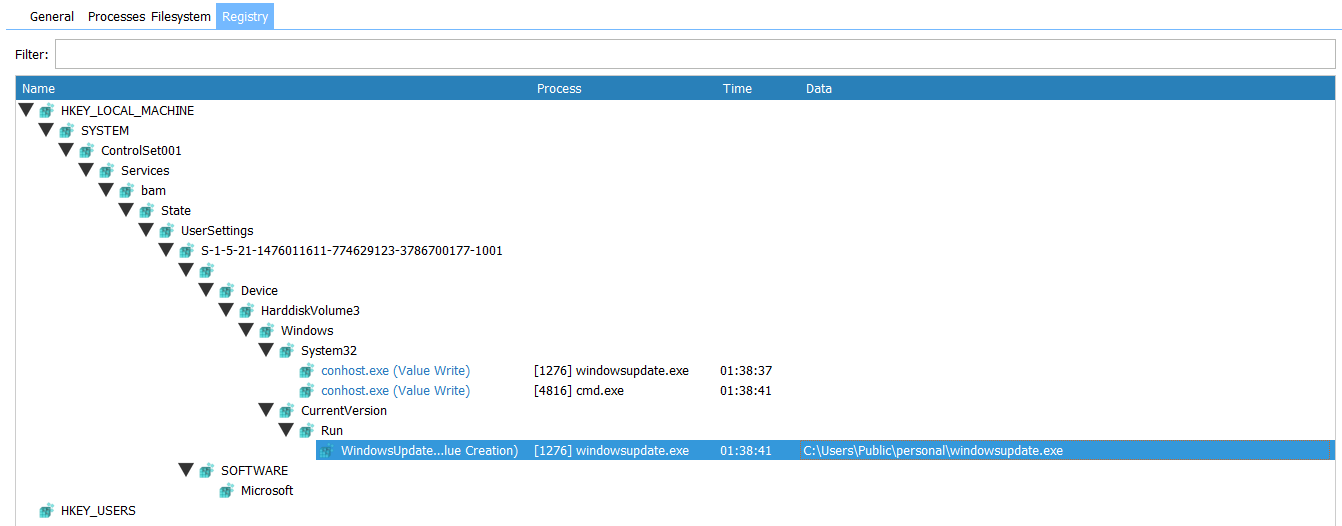 General Processes Filesystem Registry
Filter:
Name Process Time Data
HKEY_LOCAL_MACHINE
SYSTEM
ControlSet001
Services
bam
State
UserSettings
S-1-5-21-1476011611-774629123-3786700177-1001
Device
HarddiskVolume3
Windows
System32
conhost.exe (Value Write) [1276] windowsupdate.exe 01:38:37
conhost.exe (Value Write) [4816] cmd.exe 01:38:41
CurrentVersion
Run
WindowsUpdate...lue Creation) [1276] windowsupdate.exe 01:38:41 C:\Users\Public\personal\windowsupdate.exe
SOFTWARE
Microsoft
HKEY_USERS